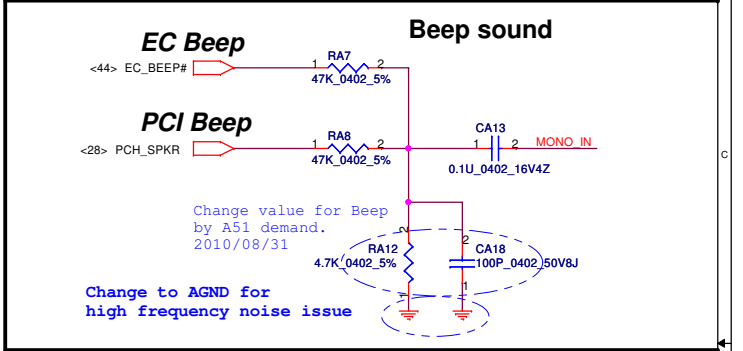 Beep sound
EC Beep
<44> EC_BEEP#
1 RA7 2
47K_0402_5%
PCI Beep
<28> PCH_SPKR
1 RA8 2
47K_0402_5%
CA13
1 2 MONO_IN
0.1U_0402_16V4Z
C
Change value for Beep
by A51 demand.
2010/08/31
2
RA12
4.7K_0402_5%
1
2
CA18
100P_0402_50V8J
1
Change to AGND for
high frequency noise issue